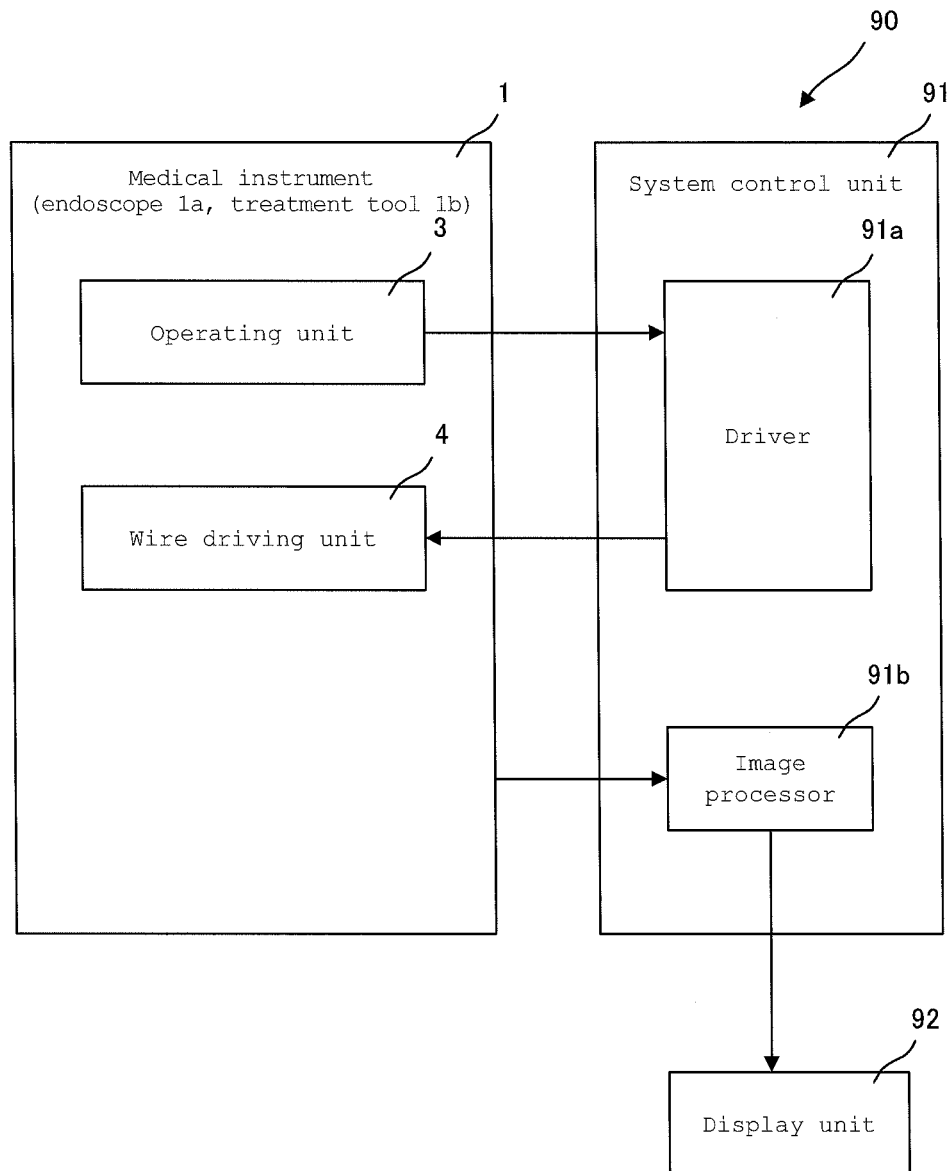 90
1
91
Medical instrument
(endoscope 1a, treatment tool 1b)
System control unit
3
91a
Operating unit
Driver
4
Wire driving unit
91b
Image
processor
92
Display unit